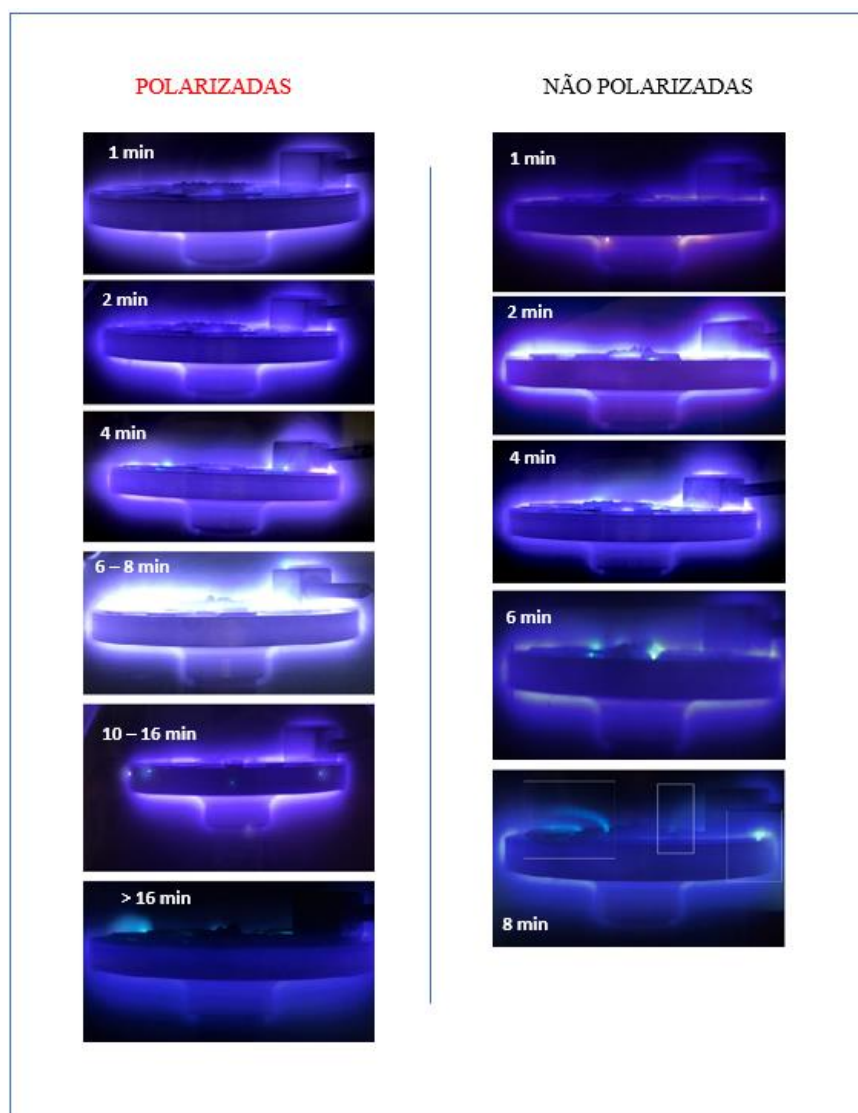 POLARIZADAS
1 min
2 min
4 min
6 – 8 min
10 – 16 min
> 16 min
NÃO POLARIZADAS
1 min
2 min
4 min
6 min
8 min